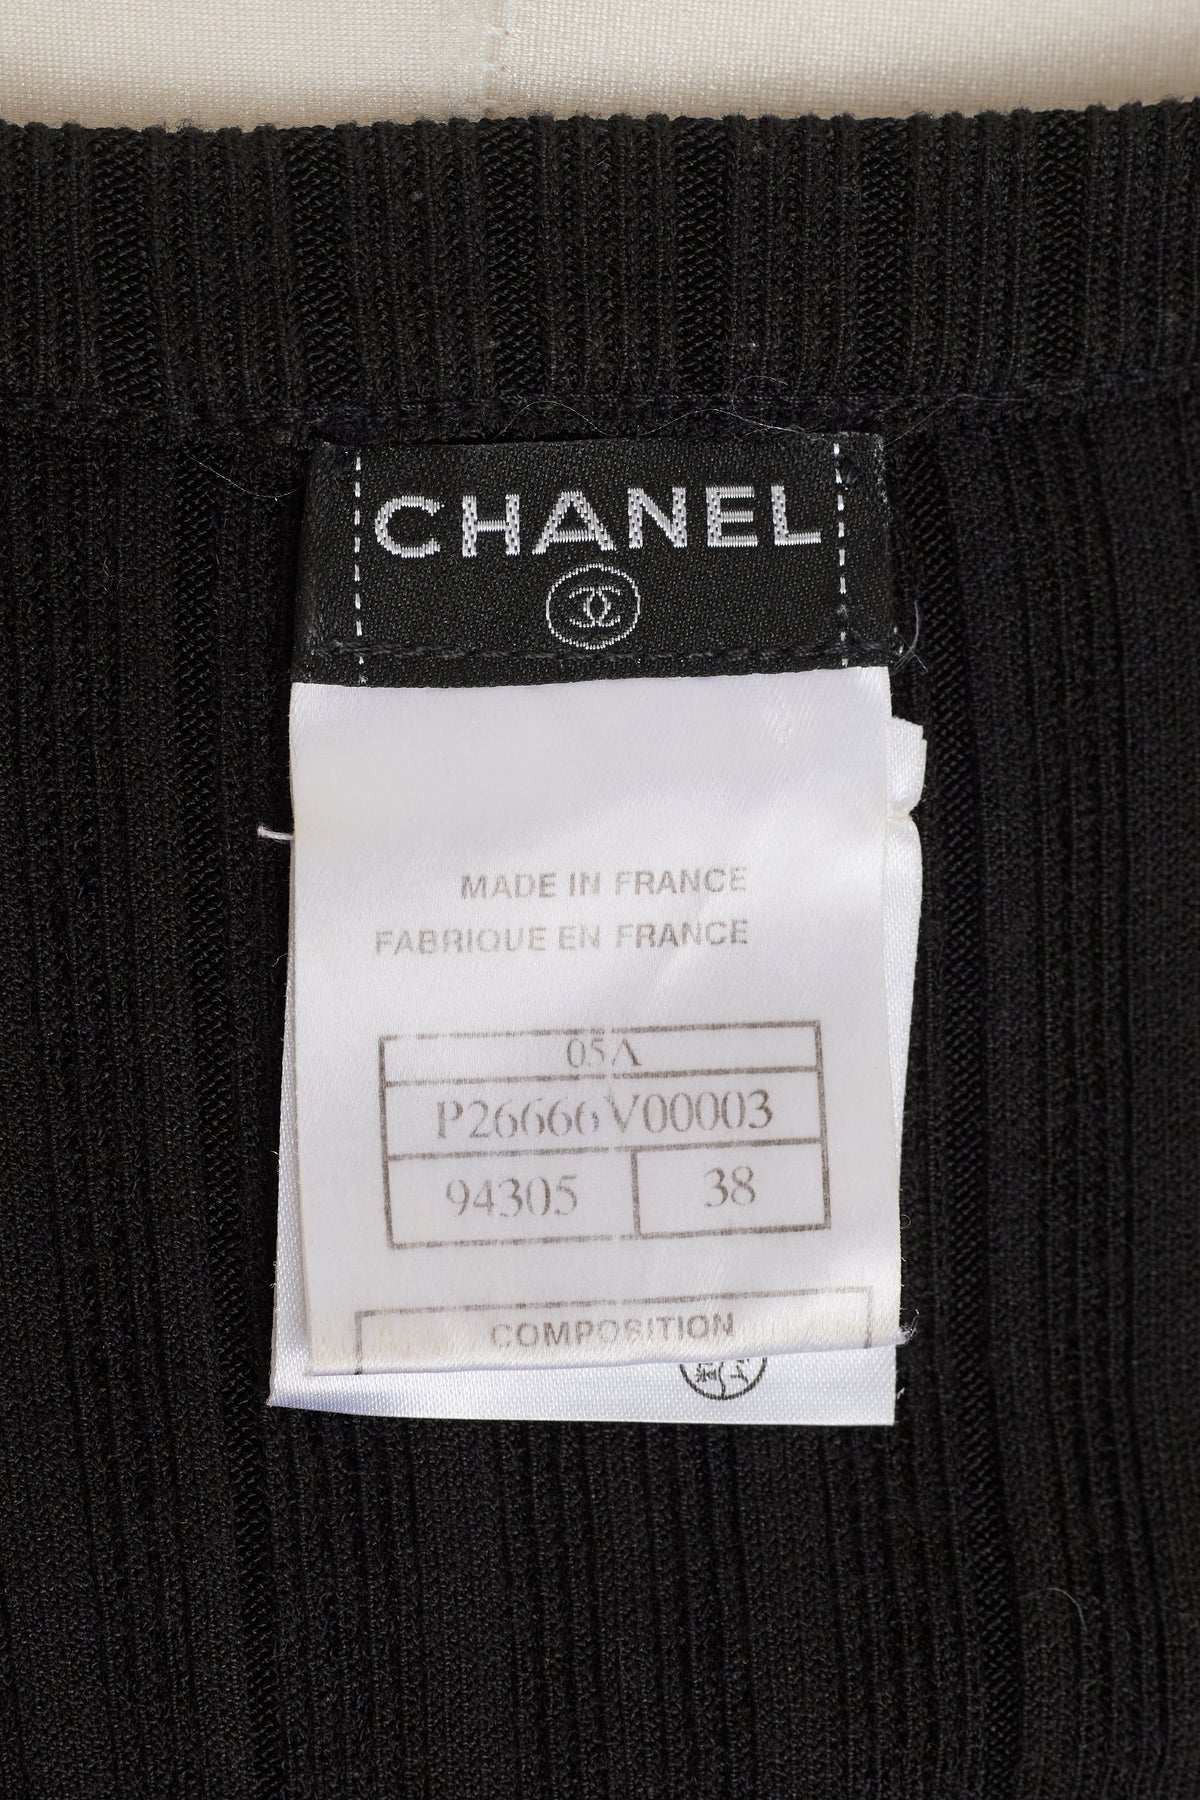 CHANEL
MADE IN FRANCE
FABRIQUE EN FRANCE
05A
P26666V00003
94305 38
COMPOSITION